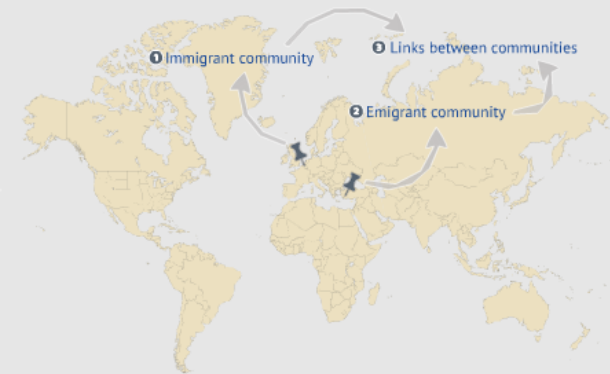 1 Immigrant community
3 Links between communities
2 Emigrant community